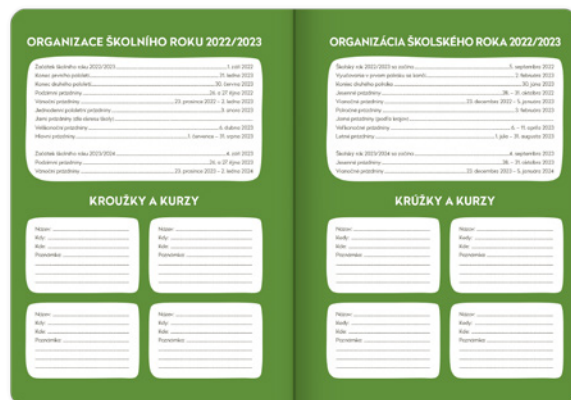 ORGANIZACE ŠKOLNÍHO ROKU 2022/2023
Začátek školního roku 2022/2023 1. září 2022
Konec prvního pololetí 31. ledna 2023
Konec druhého pololetí 30. června 2023
Podzimní prázdniny 26. a 27. října 2022
Vánoční prázdniny 23. prosince 2022 – 2. ledna 2023
Jednodenní pololetní prázdniny 3. února 2023
Jarní prázdniny (dle okresu školy)
Velikonoční prázdniny 6. dubna 2023
Hlavní prázdniny 1. července – 31. srpna 2023
Začátek školního roku 2023/2024 4. září 2023
Podzimní prázdniny 26. a 27. října 2023
Vánoční prázdniny 23. prosince 2023 – 2. ledna 2024
KROUŽKY A KURZY
Název:
Kdy:
Kde:
Poznámka:
Název:
Kdy:
Kde:
Poznámka:
Název:
Kdy:
Kde:
Poznámka:
Název:
Kdy:
Kde:
Poznámka:
ORGANIZÁCIA ŠKOLSKÉHO ROKA 2022/2023
Školský rok 2022/2023 sa začína 5. septembra 2022
Vyučovanie v prvom polroku sa končí 2. februára 2023
Koniec druhého polroka 30. júna 2023
Jesenné prázdniny 28. – 31. októbra 2022
Vianočné prázdniny 23. decembra 2022 – 5. januára 2023
Polročné prázdniny 3. februára 2023
Jarné prázdniny (podľa krajov)
Veľkonočné prázdniny 6. – 11. apríla 2023
Letné prázdniny 1. júla – 31. augusta 2023
Školský rok 2023/2024 sa začína 4. septembra 2023
Jesenné prázdniny 28. – 31. októbra 2023
Vianočné prázdniny 23. decembra 2023 – 5. januára 2024
KRÚŽKY A KURZY
Názov:
Kedy:
Kde:
Poznámka:
Názov:
Kedy:
Kde:
Poznámka:
Názov:
Kedy:
Kde:
Poznámka:
Názov:
Kedy:
Kde:
Poznámka: